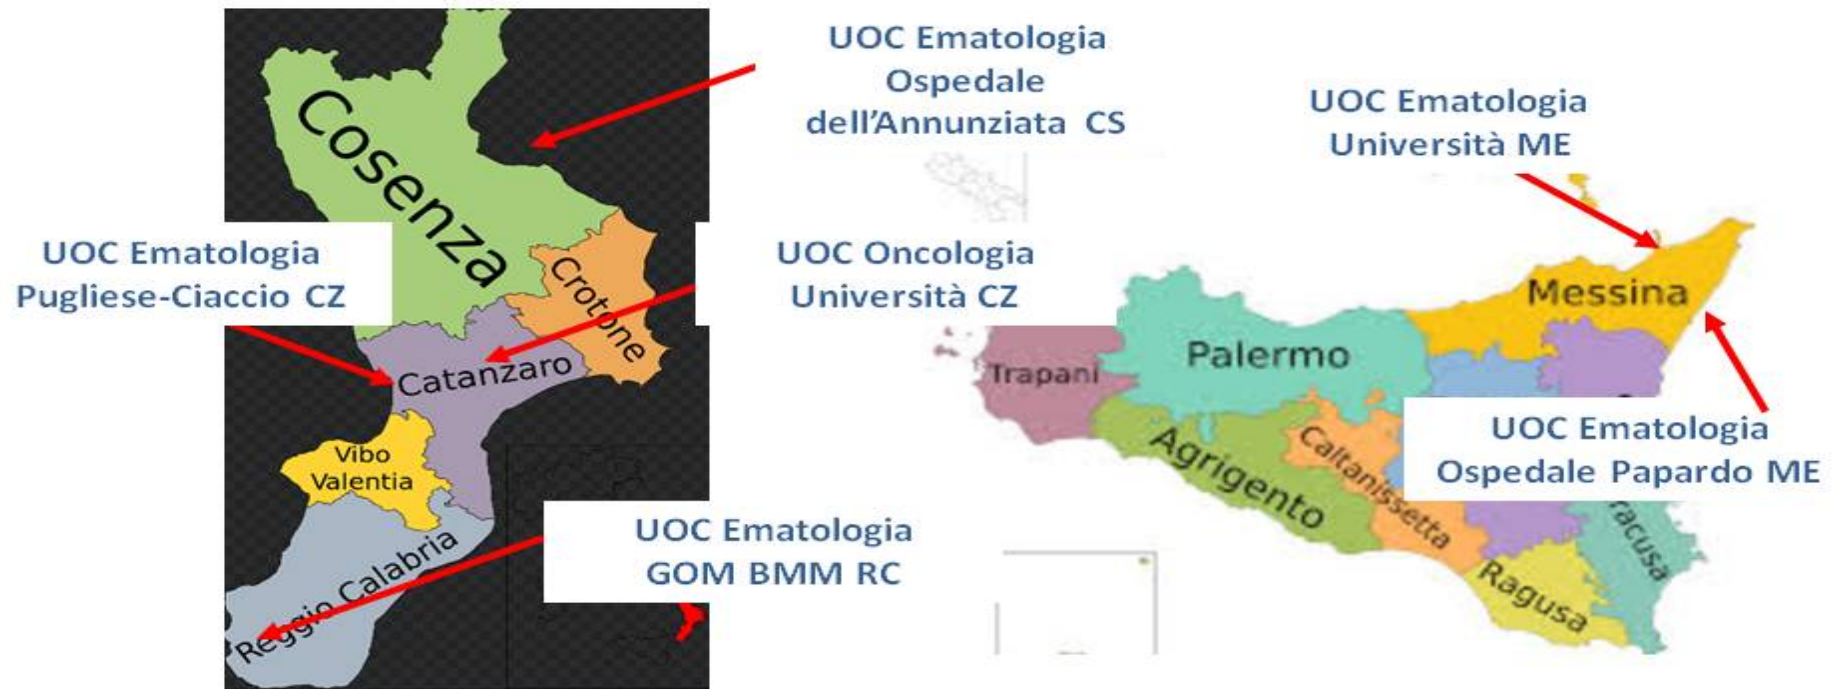 UOC Ematologia
Ospedale
dell'Annunziata CS
UOC Ematologia
Università ME
Cosenza
UOC Ematologia
Pugliese-Ciaccio CZ
UOC Oncologia
Università CZ
Crotone
Catanzaro
Vibo
Valentia
Reggio Calabria
UOC Ematologia
GOM BMM RC
Messina
Palermo
Trapani
Agrigento
Caltanissetta
UOC Ematologia
Ospedale Papardo ME
racusa
Ragusa